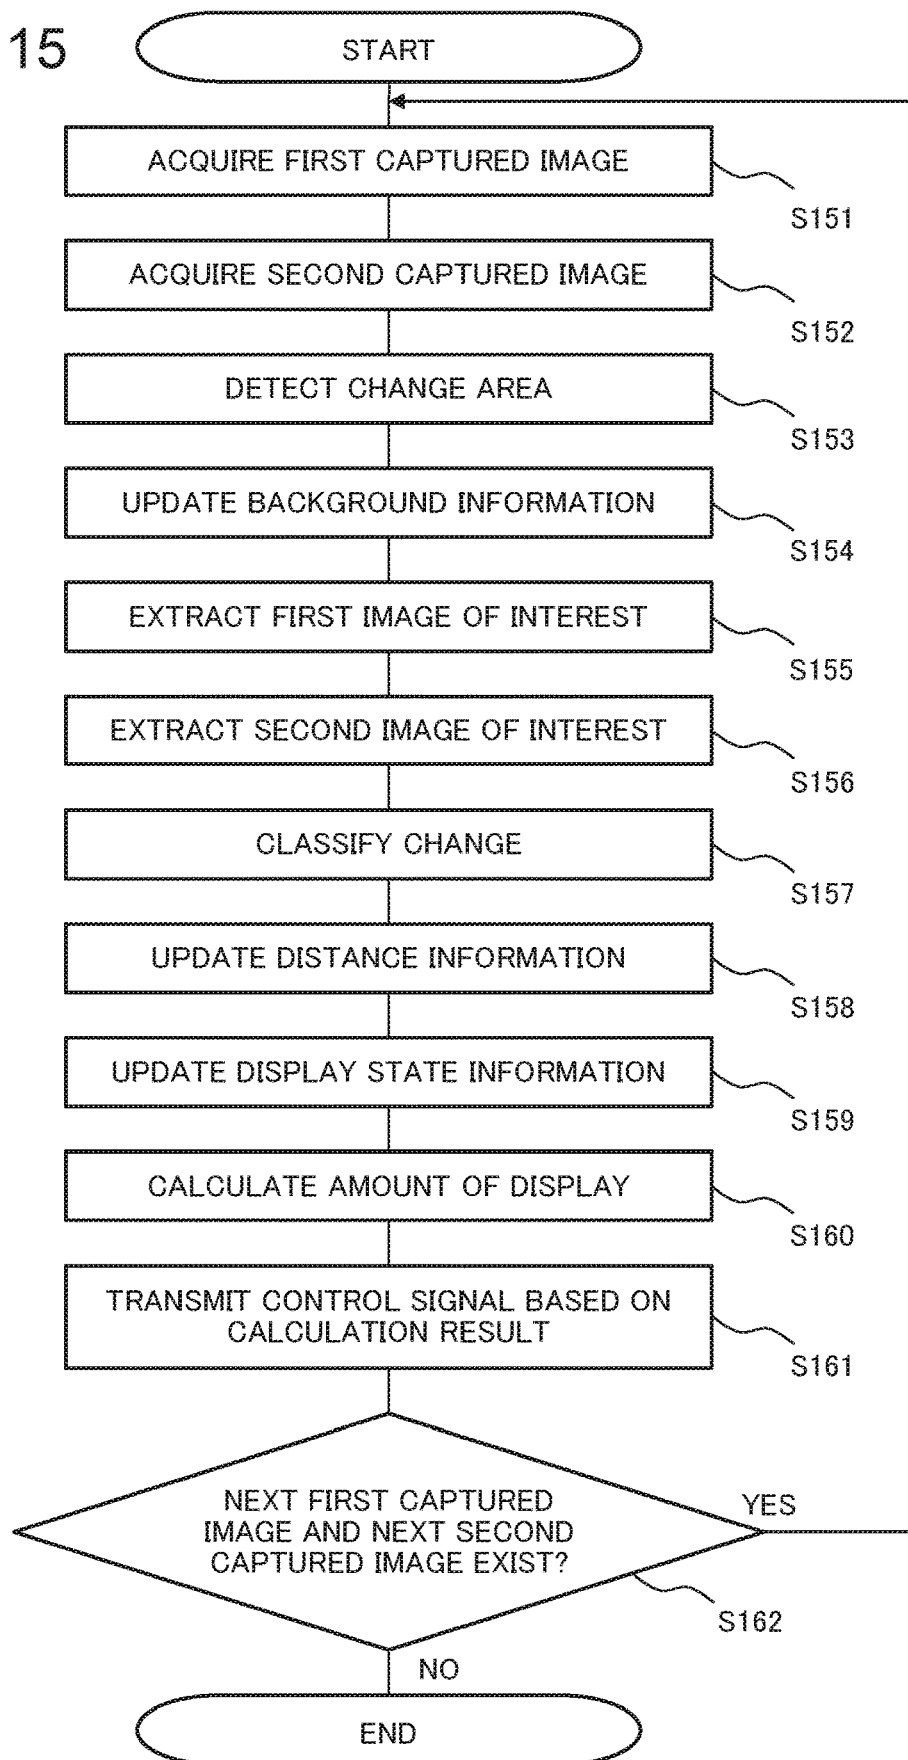 15
START
ACQUIRE FIRST CAPTURED IMAGE
S151
ACQUIRE SECOND CAPTURED IMAGE
S152
DETECT CHANGE AREA
S153
UPDATE BACKGROUND INFORMATION
S154
EXTRACT FIRST IMAGE OF INTEREST
S155
EXTRACT SECOND IMAGE OF INTEREST
S156
CLASSIFY CHANGE
S157
UPDATE DISTANCE INFORMATION
S158
UPDATE DISPLAY STATE INFORMATION
S159
CALCULATE AMOUNT OF DISPLAY
S160
TRANSMIT CONTROL SIGNAL BASED ON
CALCULATION RESULT
S161
NEXT FIRST CAPTURED
IMAGE AND NEXT SECOND
CAPTURED IMAGE EXIST?
YES
S162
NO
END